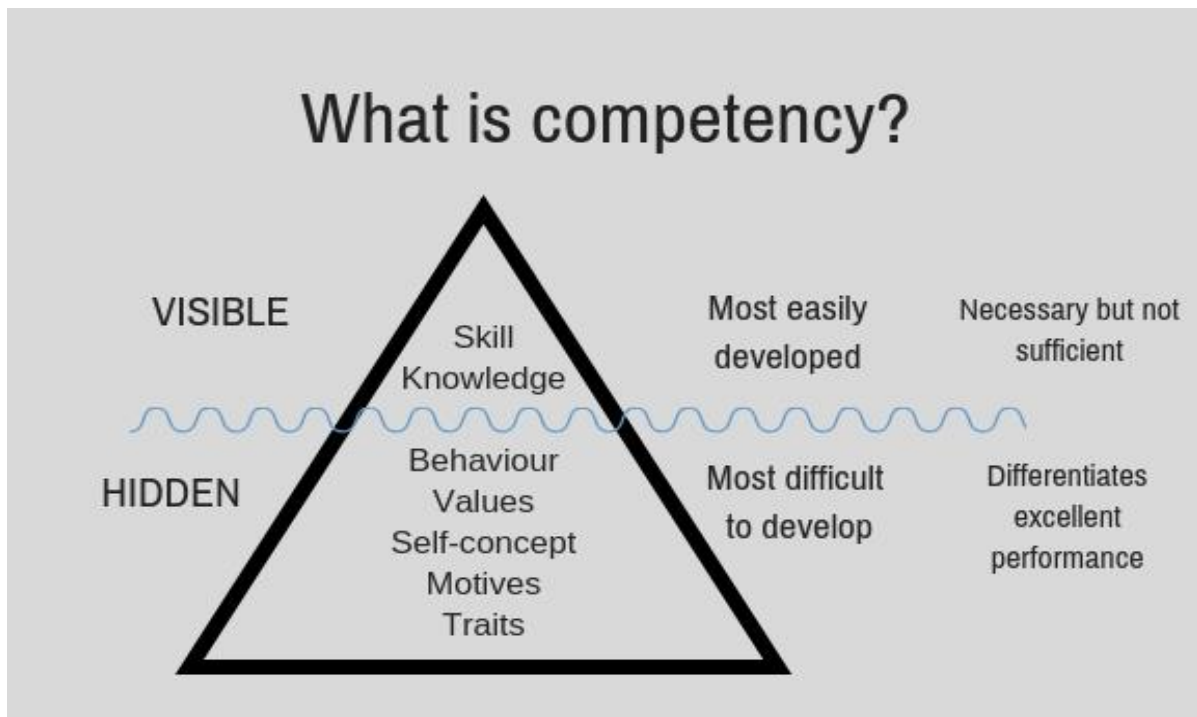 What is competency?
VISIBLE
Skill
Knowledge
Most easily
developed
Necessary but not
sufficient
HIDDEN
Behaviour
Values
Self-concept
Motives
Traits
Most difficult
to develop
Differentiates
excellent
performance